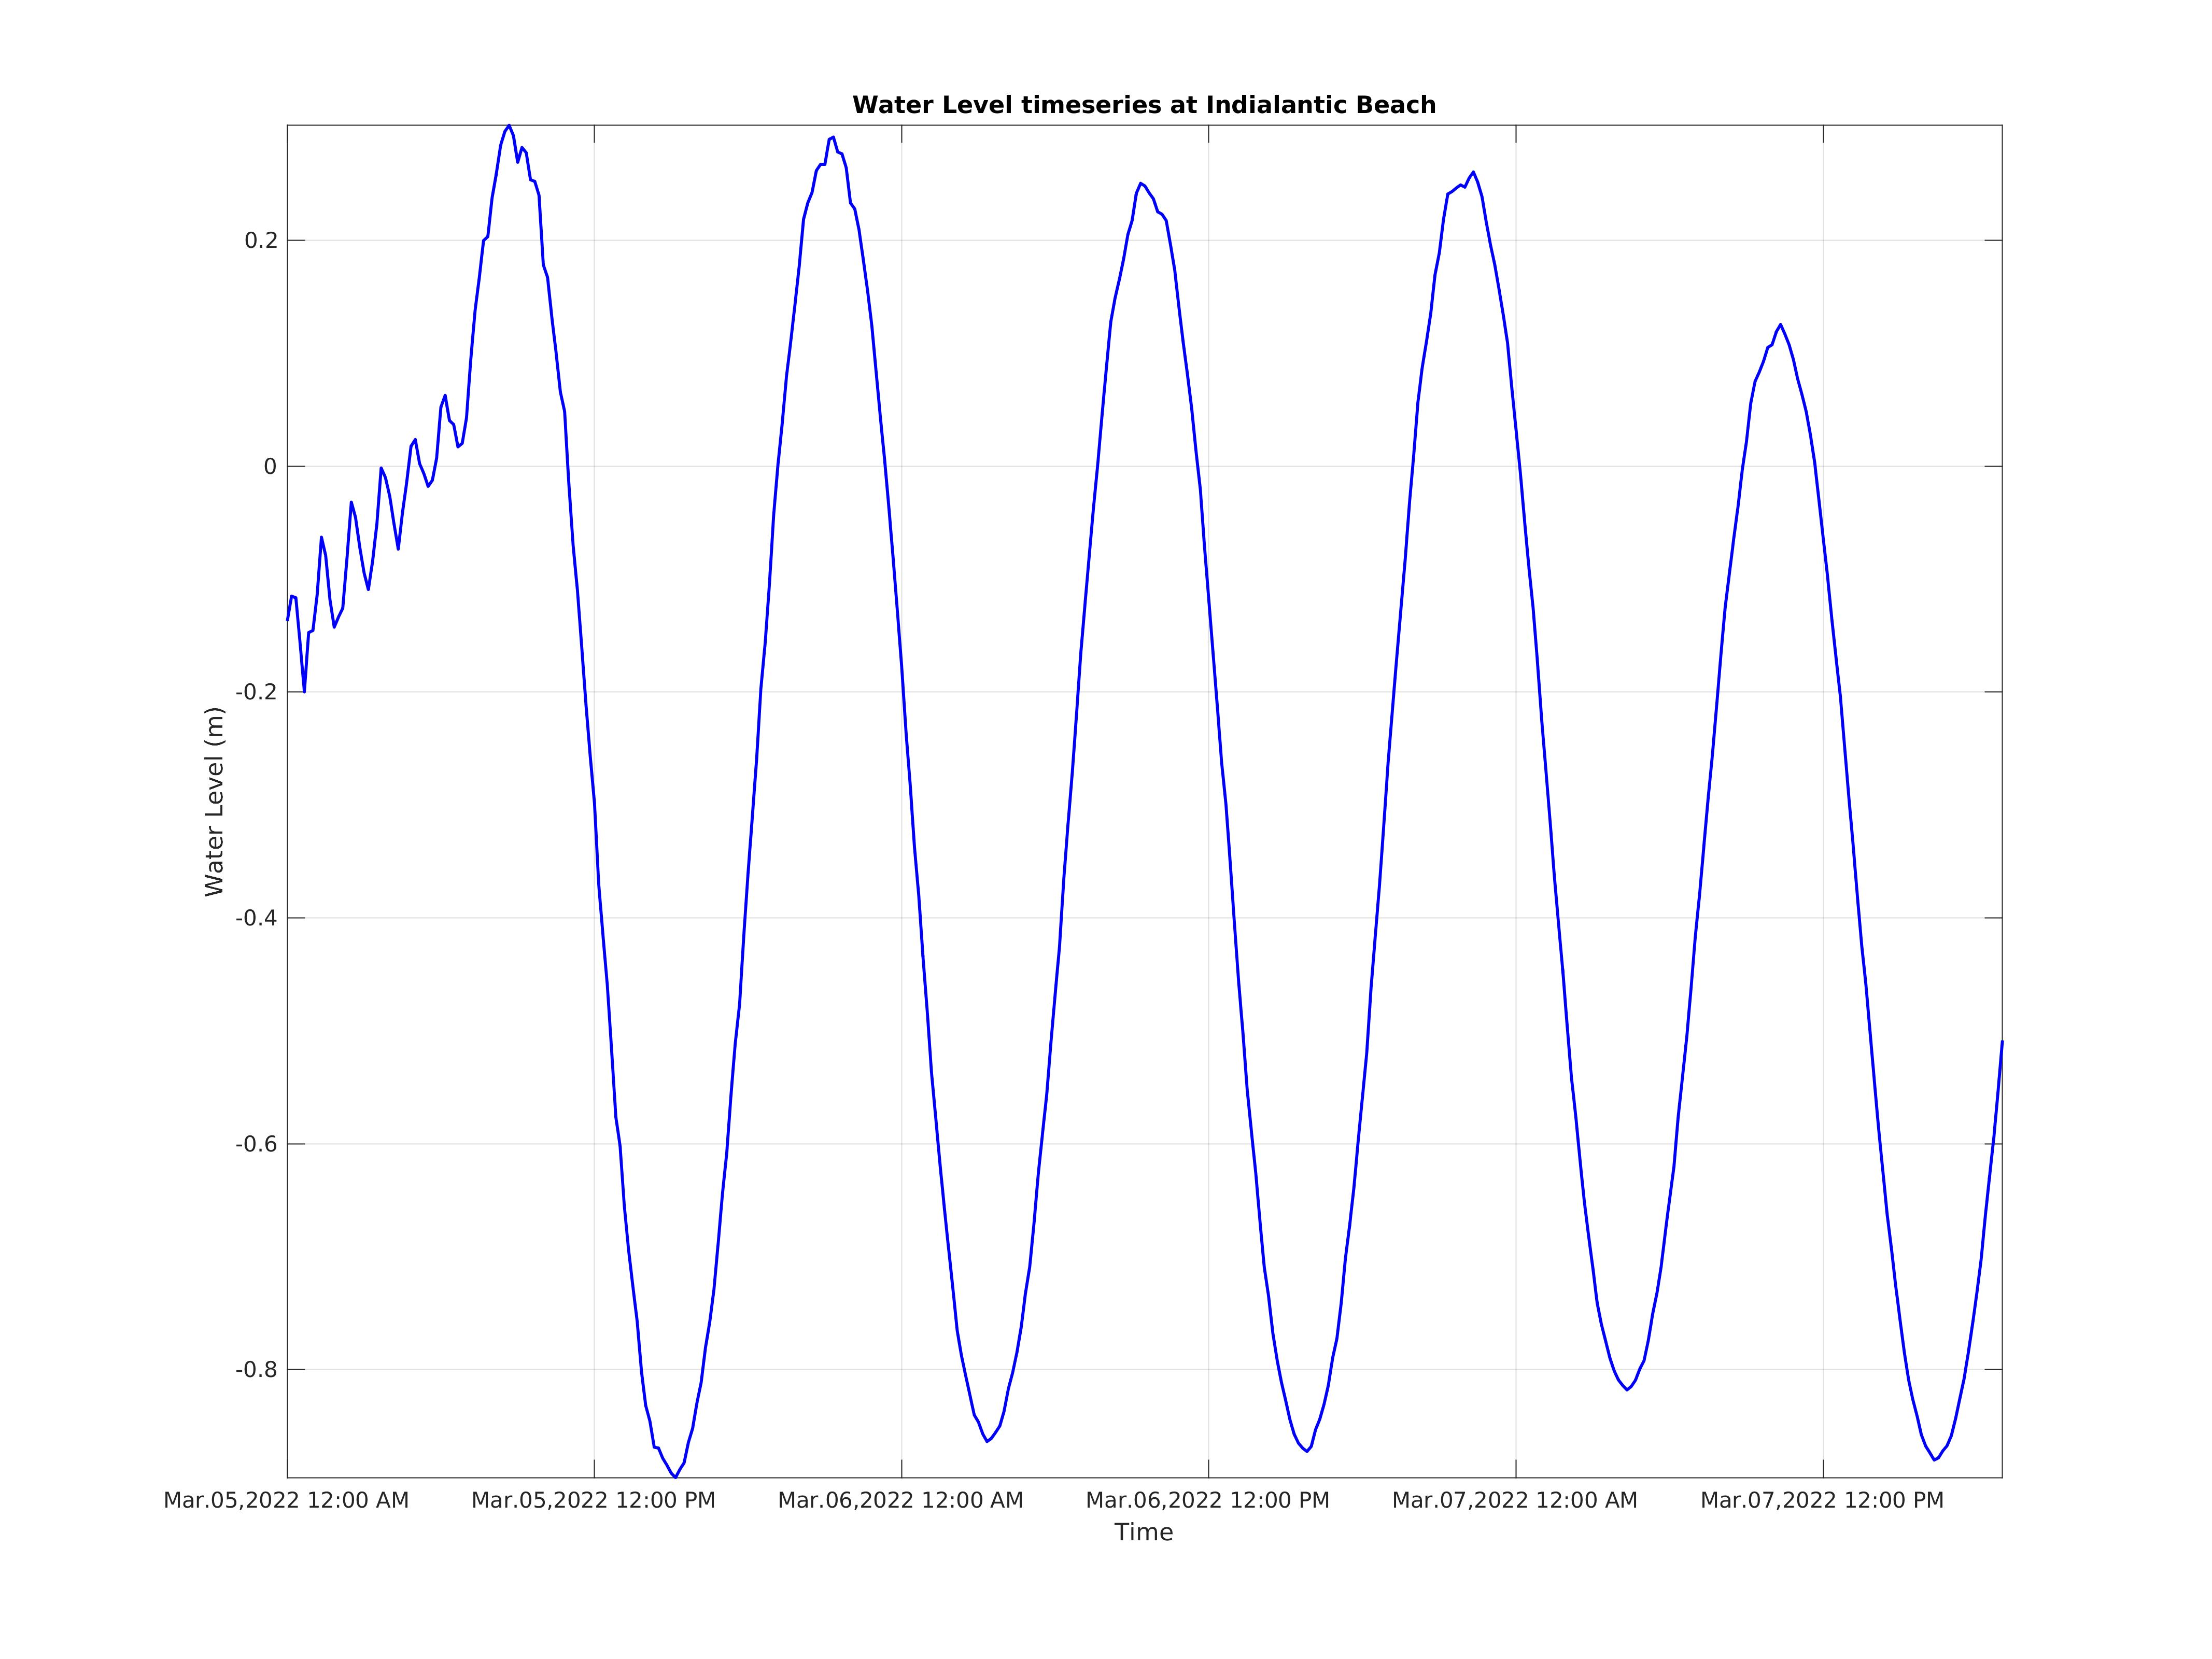 Water Level timeseries at Indialantic Beach
0.2
0
-0.2
-0.4
-0.6
-0.8
Water Level (m)
Mar.05,2022 12:00 AM
Mar.05,2022 12:00 PM
Mar.06,2022 12:00 AM
Mar.06,2022 12:00 PM
Mar.07,2022 12:00 AM
Mar.07,2022 12:00 PM
Time